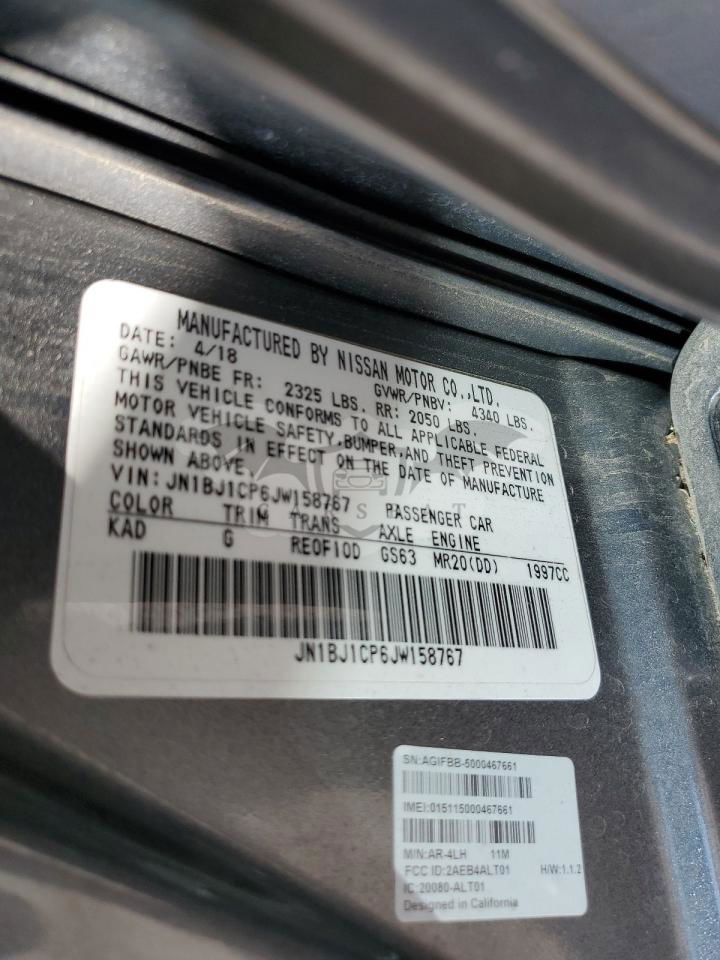 MANUFACTURED BY NISSAN MOTOR CO.,LTD.
DATE: 4/18
GAWR/PNBE FR: 2325 LBS. RR: 2050 LBS. GVWR/PNBV: 4340 LBS.
THIS VEHICLE CONFORMS TO ALL APPLICABLE FEDERAL
MOTOR VEHICLE SAFETY,BUMPER,AND THEFT PREVENTION
STANDARDS IN EFFECT ON THE DATE OF MANUFACTURE
SHOWN ABOVE.
VIN: JN1BJ1CP6JW158767 PASSENGER CAR
COLOR TRIM TRANS AXLE ENGINE
KAD G REOF10D GS63 MR20(DD) 1997CC
JN1BJ1CP6JW158767
SN:AGIFBB-5000467661
IMEI:015115000467661
M/N:AR-4LH 11M
FCC ID:2AEB4ALT01 H/W:1.1.2
IC:20080-ALT01
Designed in California